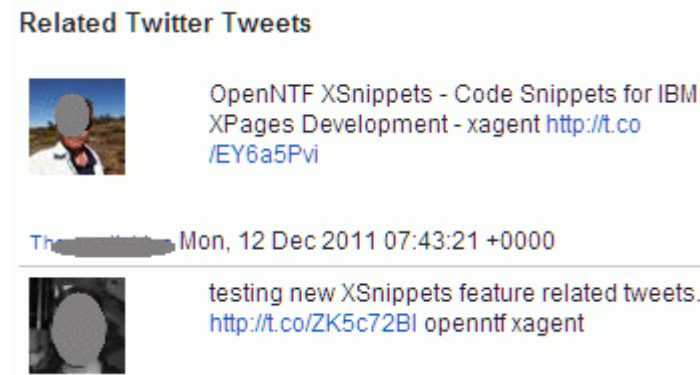 Related Twitter Tweets
OpenNTF XSnippets - Code Snippets for IBM
XPages Development - xagent http://t.co
/EY6a5Pvi
Mon, 12 Dec 2011 07:43:21 +0000
testing new XSnippets feature related tweets.
http://t.co/ZK5c72Bl openntf xagent